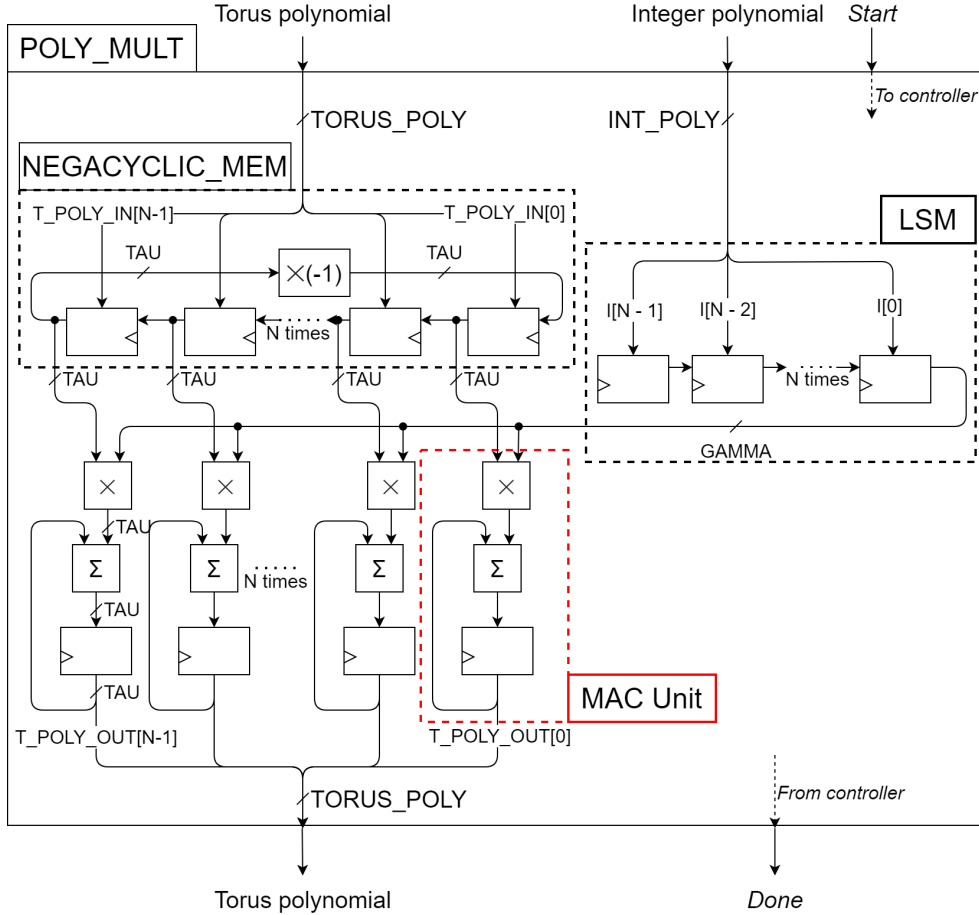 Torus polynomial
Integer polynomial
Start
POLY_MULT
To controller
TORUS_POLY
INT_POLY
NEGACYCLIC_MEM
T_POLY_IN[N-1]
T_POLY_IN[0]
LSM
TAU
×(-1)
TAU
I[N - 1]
I[N - 2]
I[0]
N times
N times
TAU
TAU
TAU
TAU
GAMMA
×
×
×
×
TAU
Σ
Σ
N times
Σ
Σ
TAU
TAU
MAC Unit
T_POLY_OUT[N-1]
T_POLY_OUT[0]
TORUS_POLY
From controller
Torus polynomial
Done